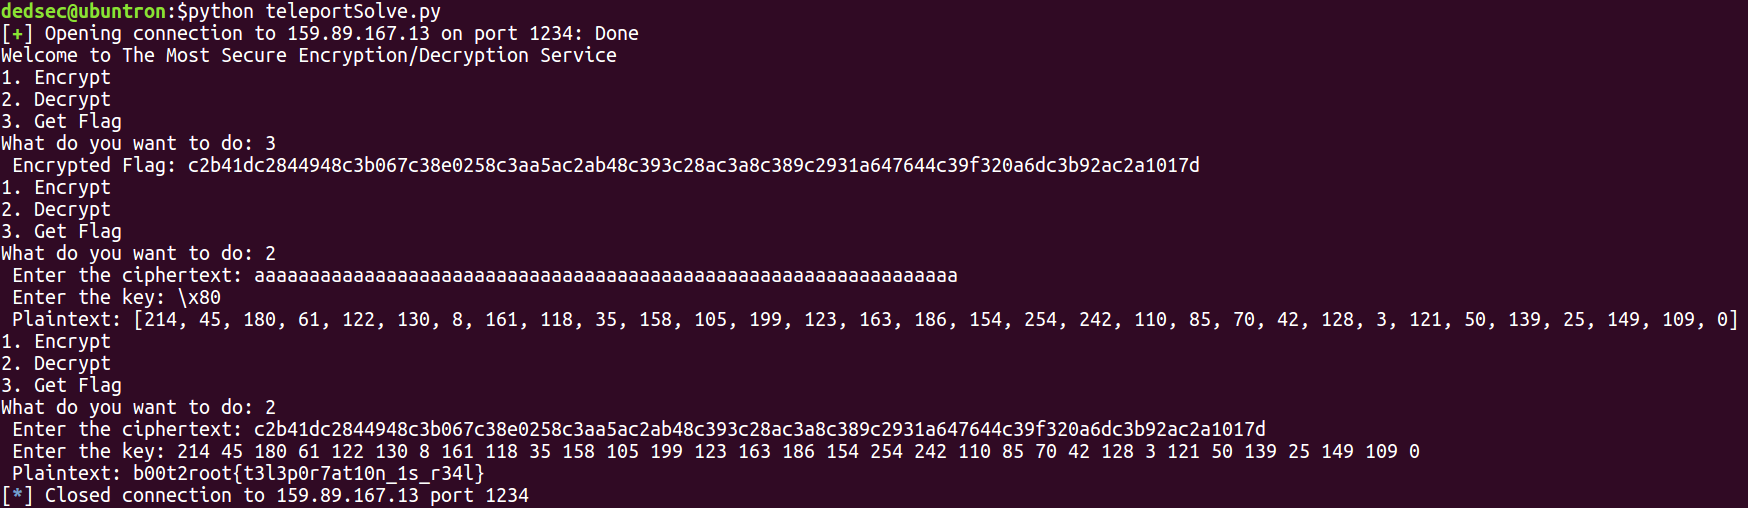 dedsec@ubuntron:$python teleportSolve.py
[+] Opening connection to 159.89.167.13 on port 1234: Done
Welcome to The Most Secure Encryption/Decryption Service
1. Encrypt
2. Decrypt
3. Get Flag
What do you want to do: 3
 Encrypted Flag: c2b41dc2844948c3b067c38e0258c3aa5ac2ab48c393c28ac3a8c389c2931a647644c39f320a6dc3b92ac2a1017d
1. Encrypt
2. Decrypt
3. Get Flag
What do you want to do: 2
 Enter the ciphertext: aaaaaaaaaaaaaaaaaaaaaaaaaaaaaaaaaaaaaaaaaaaaaaaaaaaaaaaaaaaaaaaa
 Enter the key: \x80
 Plaintext: [214, 45, 180, 61, 122, 130, 8, 161, 118, 35, 158, 105, 199, 123, 163, 186, 154, 254, 242, 110, 85, 70, 42, 128, 3, 121, 50, 139, 25, 149, 109, 0]
1. Encrypt
2. Decrypt
3. Get Flag
What do you want to do: 2
 Enter the ciphertext: c2b41dc2844948c3b067c38e0258c3aa5ac2ab48c393c28ac3a8c389c2931a647644c39f320a6dc3b92ac2a1017d
 Enter the key: 214 45 180 61 122 130 8 161 118 35 158 105 199 123 163 186 154 254 242 110 85 70 42 128 3 121 50 139 25 149 109 0
 Plaintext: b00t2root{t3l3p0r7at10n_1s_r34l}
[*] Closed connection to 159.89.167.13 port 1234